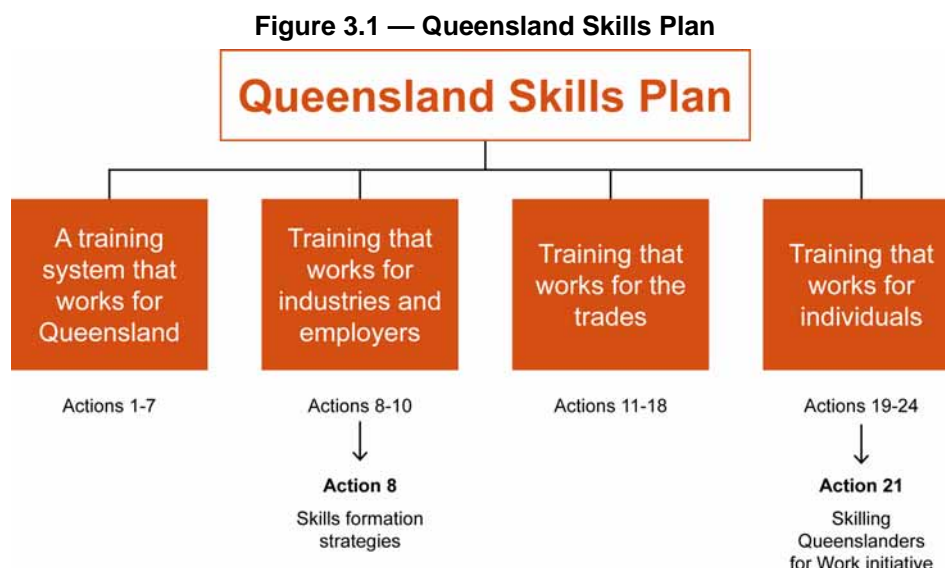 Figure 3.1 — Queensland Skills Plan
Queensland Skills Plan
A training
system that
works for
Queensland
Actions 1-7
Training that
works for
industries and
employers
Actions 8-10
Action 8
Skills formation
strategies
Training that
works for the
trades
Actions 11-18
Training that
works for
individuals
Actions 19-24
Action 21
Skilling
Queenslanders
for Work initiative